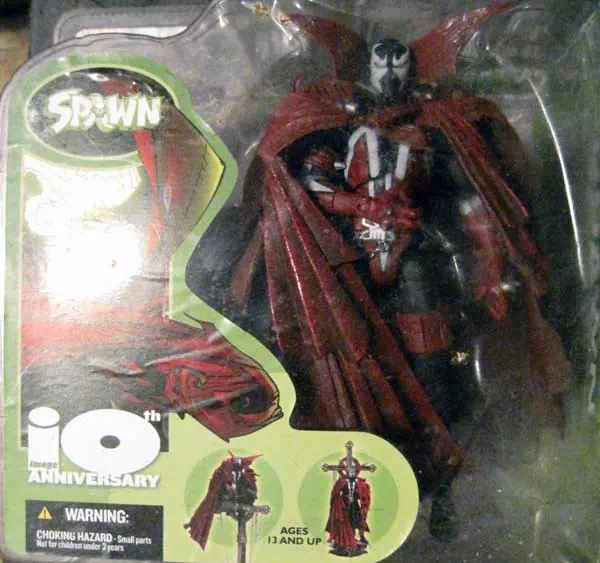 SPAWN
10th
image
ANNIVERSARY
WARNING:
CHOKING HAZARD - Small parts
Not for children under 3 years
AGES
13 AND UP